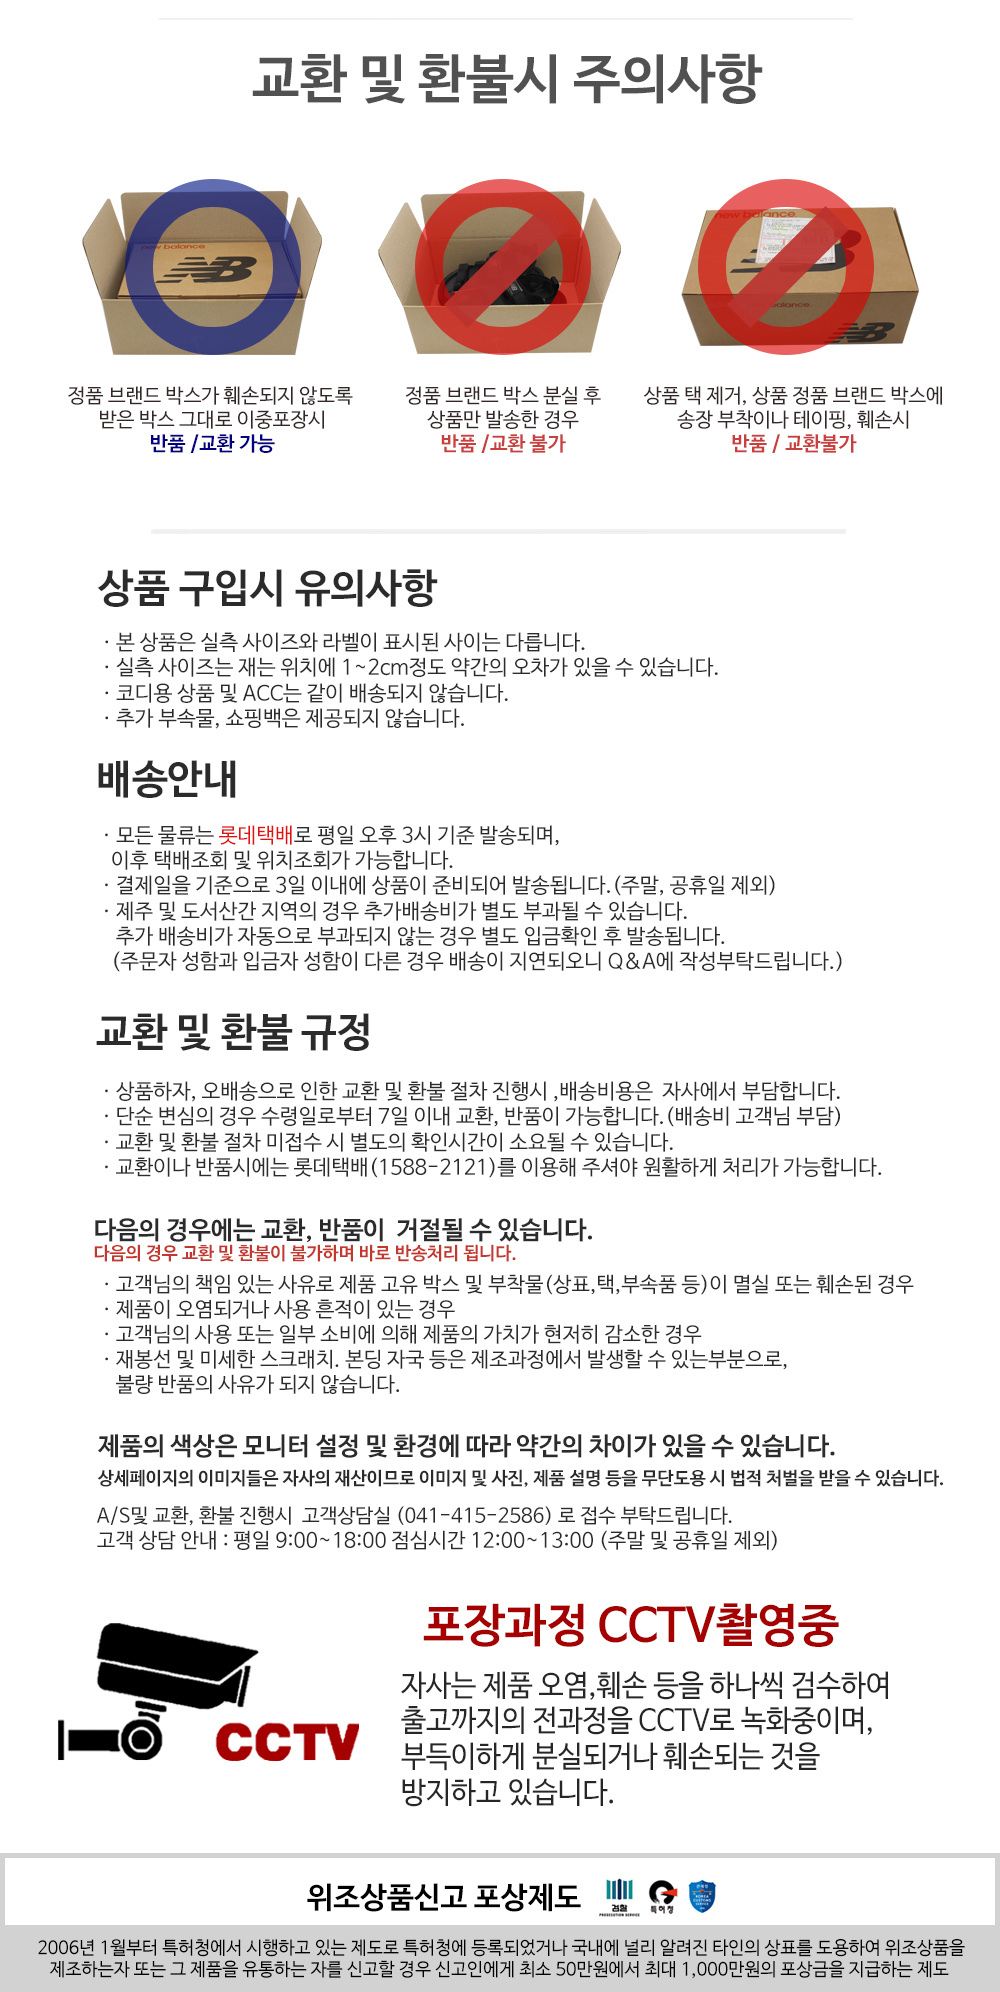 교환 및 환불시 주의사항
new balance
NB
new balance
new balance
NB
정품 브랜드 박스가 훼손되지 않도록
받은 박스 그대로 이중포장시
반품 /교환 가능
정품 브랜드 박스 분실 후
상품만 발송한 경우
반품 /교환 불가
상품 택 제거, 상품 정품 브랜드 박스에
송장 부착이나 테이핑, 훼손시
반품 / 교환불가
상품 구입시 유의사항
· 본 상품은 실측 사이즈와 라벨이 표시된 사이는 다릅니다.
· 실측 사이즈는 재는 위치에 1~2cm정도 약간의 오차가 있을 수 있습니다.
· 코디용 상품 및 ACC는 같이 배송되지 않습니다.
· 추가 부속물, 쇼핑백은 제공되지 않습니다.
배송안내
· 모든 물류는 롯데택배로 평일 오후 3시 기준 발송되며,
이후 택배조회 및 위치조회가 가능합니다.
· 결제일을 기준으로 3일 이내에 상품이 준비되어 발송됩니다.(주말, 공휴일 제외)
· 제주 및 도서산간 지역의 경우 추가배송비가 별도 부과될 수 있습니다.
추가 배송비가 자동으로 부과되지 않는 경우 별도 입금확인 후 발송됩니다.
(주문자 성함과 입금자 성함이 다른 경우 배송이 지연되오니 Q&A에 작성부탁드립니다.)
교환 및 환불 규정
· 상품하자, 오배송으로 인한 교환 및 환불 절차 진행시 ,배송비용은 자사에서 부담합니다.
· 단순 변심의 경우 수령일로부터 7일 이내 교환, 반품이 가능합니다.(배송비 고객님 부담)
· 교환 및 환불 절차 미접수 시 별도의 확인시간이 소요될 수 있습니다.
· 교환이나 반품시에는 롯데택배(1588-2121)를 이용해 주셔야 원활하게 처리가 가능합니다.
다음의 경우에는 교환, 반품이 거절될 수 있습니다.
다음의 경우 교환 및 환불이 불가하며 바로 반송처리 됩니다.
· 고객님의 책임 있는 사유로 제품 고유 박스 및 부착물(상표,택,부속품 등)이 멸실 또는 훼손된 경우
· 제품이 오염되거나 사용 흔적이 있는 경우
· 고객님의 사용 또는 일부 소비에 의해 제품의 가치가 현저히 감소한 경우
· 재봉선 및 미세한 스크래치. 본딩 자국 등은 제조과정에서 발생할 수 있는부분으로,
불량 반품의 사유가 되지 않습니다.
제품의 색상은 모니터 설정 및 환경에 따라 약간의 차이가 있을 수 있습니다.
상세페이지의 이미지들은 자사의 재산이므로 이미지 및 사진, 제품 설명 등을 무단도용 시 법적 처벌을 받을 수 있습니다.
A/S및 교환, 환불 진행시 고객상담실 (041-415-2586) 로 접수 부탁드립니다.
고객 상담 안내 : 평일 9:00~18:00 점심시간 12:00~13:00 (주말 및 공휴일 제외)
포장과정 CCTV촬영중
CCTV
자사는 제품 오염,훼손 등을 하나씩 검수하여
출고까지의 전과정을 CCTV로 녹화중이며,
부득이하게 분실되거나 훼손되는 것을
방지하고 있습니다.
위조상품신고 포상제도
검찰
PROSECUTION SERVICE
특허청
2006년 1월부터 특허청에서 시행하고 있는 제도로 특허청에 등록되었거나 국내에 널리 알려진 타인의 상표를 도용하여 위조상품을
제조하는자 또는 그 제품을 유통하는 자를 신고할 경우 신고인에게 최소 50만원에서 최대 1,000만원의 포상금을 지급하는 제도